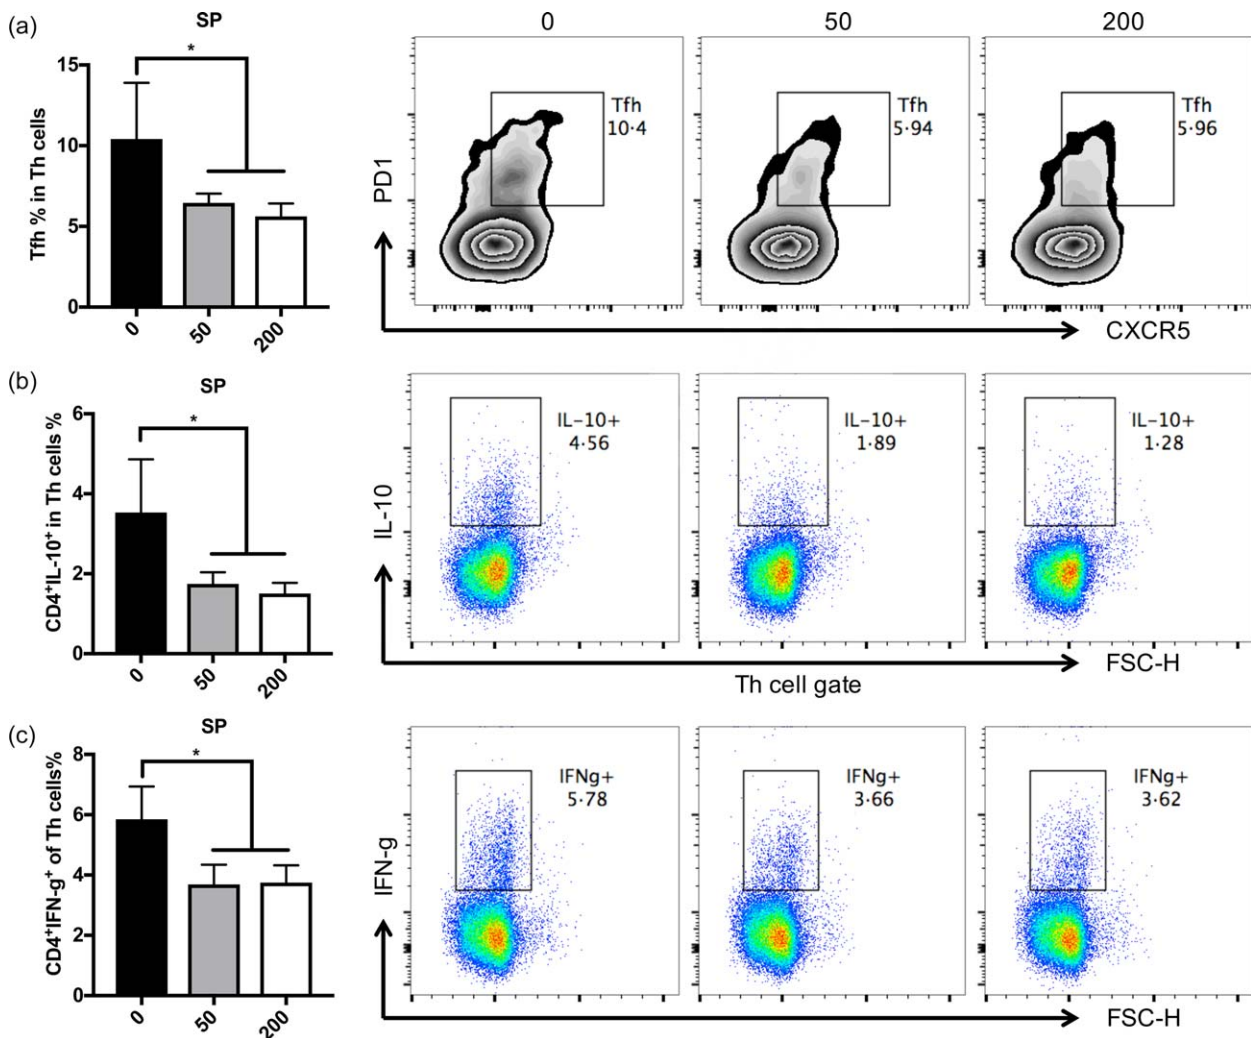 (a)
SP
*
Tfh % in Th cells
15
10
5
0
0
50
200
0
50
200
PD1
Tfh
10·4
Tfh
5·94
Tfh
5·96
CXCR5
(b)
SP
*
CD4+IL-10+ in Th cells %
6
4
2
0
0
50
200
IL-10
IL-10+
4·56
IL-10+
1·89
IL-10+
1·28
FSC-H
Th cell gate
(c)
SP
*
CD4+IFN-g+ of Th cells%
8
6
4
2
0
0
50
200
IFN-g
IFNg+
5·78
IFNg+
3·66
IFNg+
3·62
FSC-H